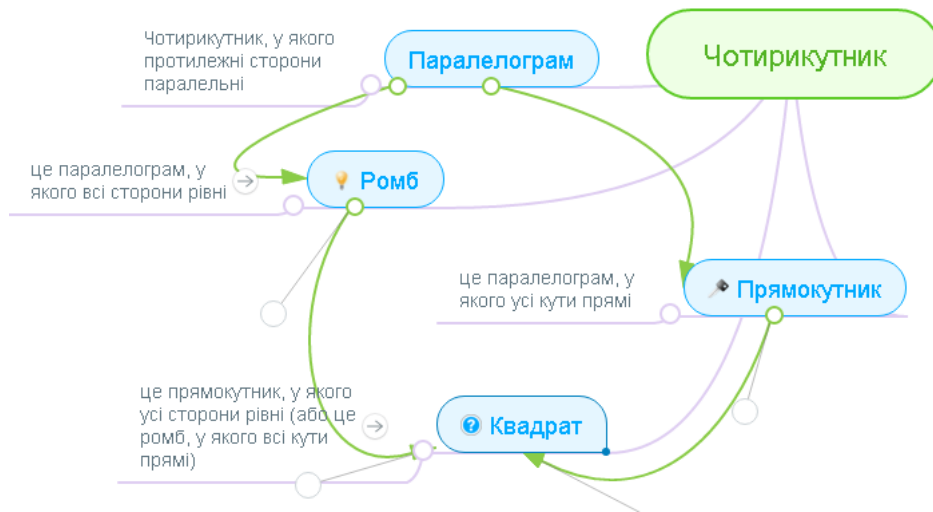 Чотирикутник
Паралелограм
Чотирикутник, у якого
протилежні сторони
паралельні
Ромб
це паралелограм, у
якого всі сторони рівні
Прямокутник
це паралелограм, у
якого усі кути прямі
Квадрат
це прямокутник, у якого
усі сторони рівні (або це
ромб, у якого всі кути
прямі)